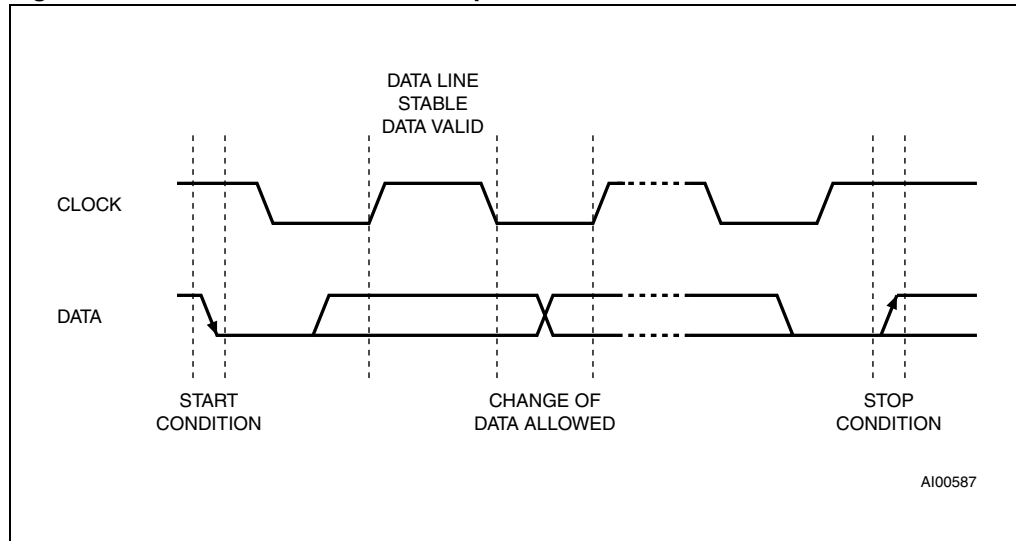 DATA LINE
STABLE
DATA VALID
CLOCK
DATA
START
CONDITION
CHANGE OF
DATA ALLOWED
STOP
CONDITION
AI00587